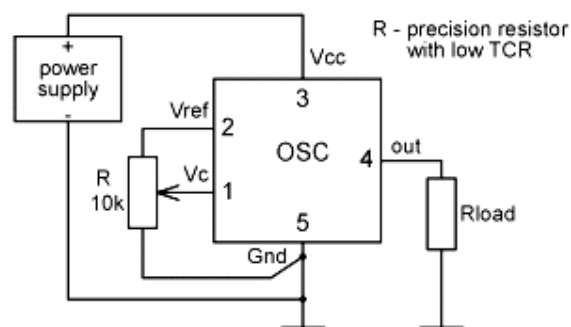 R - precision resistor
with low TCR
+
power
supply
-
Vcc
3
Vref
2
OSC
4
out
R
10k
Vc
1
5
Rload
Gnd